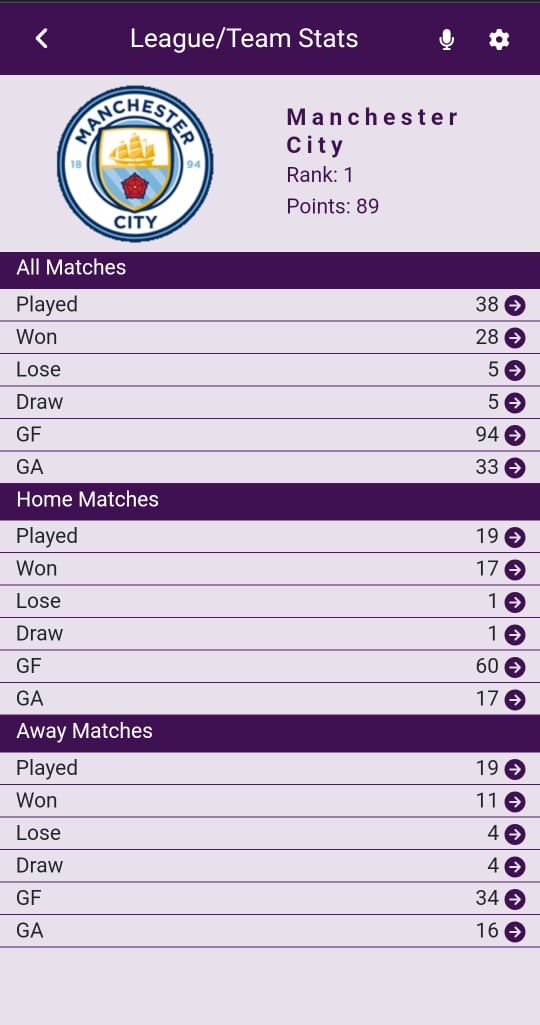 League/Team Stats
MANCHESTER
18 94
CITY
Manchester
City
Rank: 1
Points: 89
All Matches
Played 38
Won 28
Lose 5
Draw 5
GF 94
GA 33
Home Matches
Played 19
Won 17
Lose 1
Draw 1
GF 60
GA 17
Away Matches
Played 19
Won 11
Lose 4
Draw 4
GF 34
GA 16